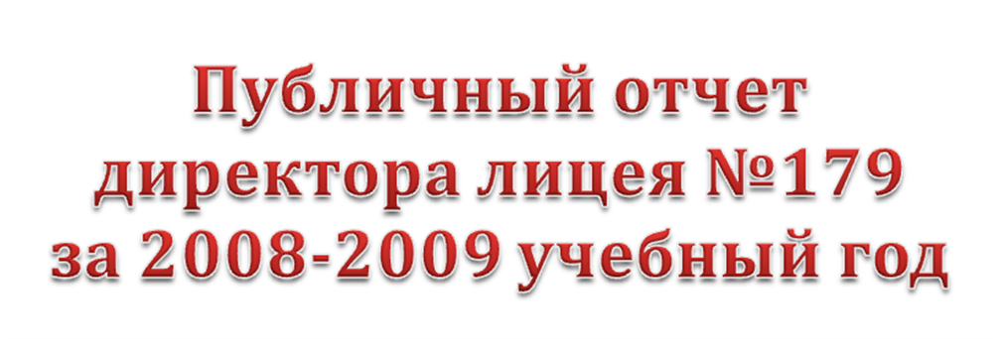 Публичный отчет
директора лицея №179
за 2008-2009 учебный год